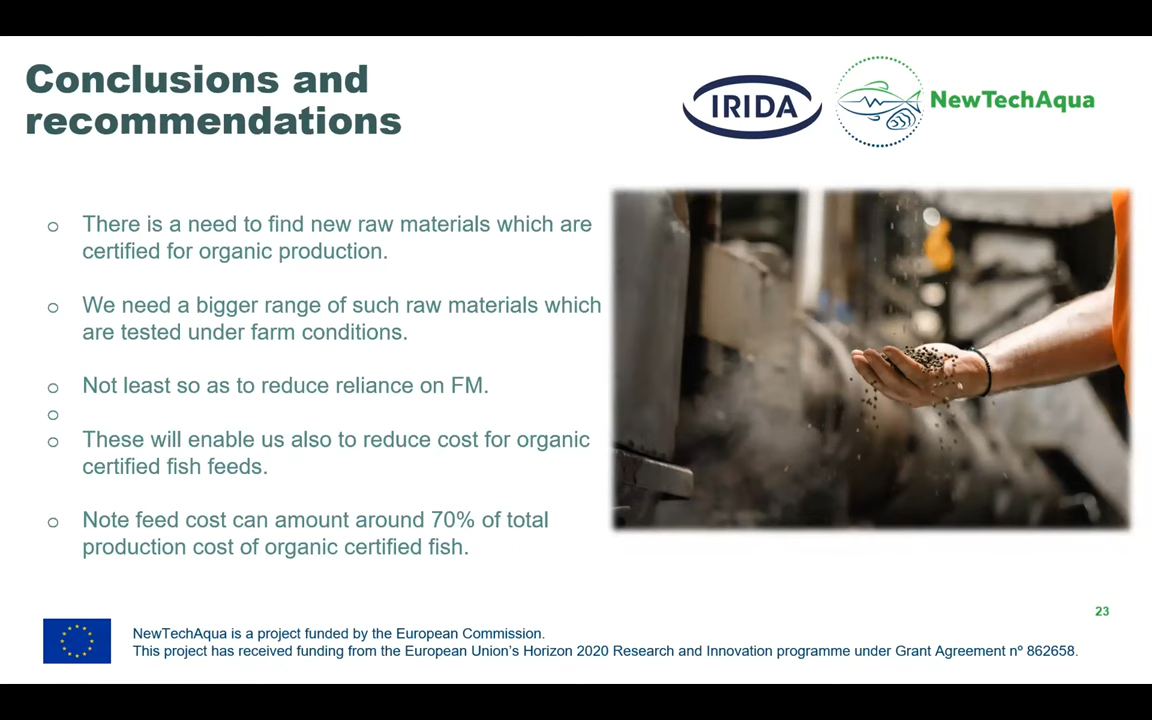 Conclusions and
recommendations
IRIDA
NewTechAqua
o There is a need to find new raw materials which are
certified for organic production.
o We need a bigger range of such raw materials which
are tested under farm conditions.
o Not least so as to reduce reliance on FM.
o
o These will enable us also to reduce cost for organic
certified fish feeds.
o Note feed cost can amount around 70% of total
production cost of organic certified fish.
23
NewTechAqua is a project funded by the European Commission.
This project has received funding from the European Union’s Horizon 2020 Research and Innovation programme under Grant Agreement nº 862658.